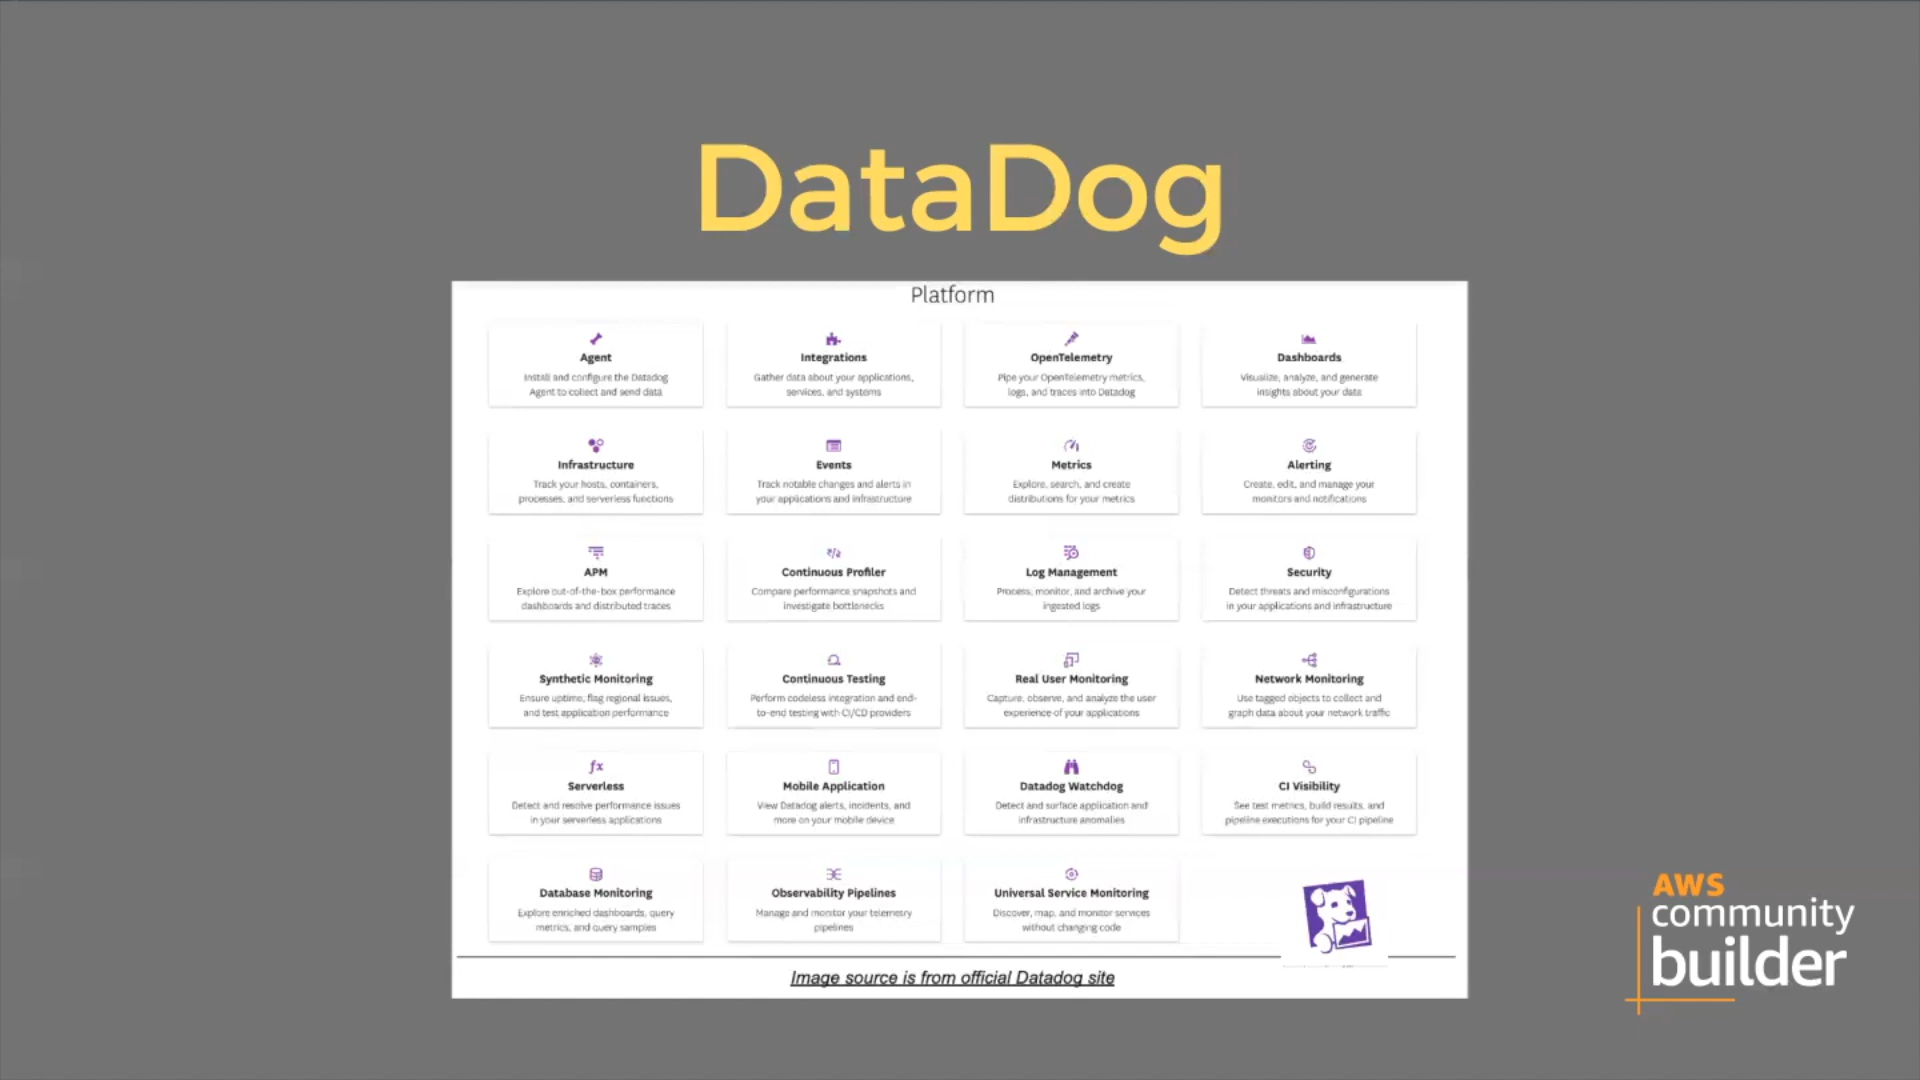 DataDog
Platform
Agent
Install and configure the Datadog
Agent to collect and send data
Integrations
Gather data about your applications,
services, and systems
OpenTelemetry
Pipe your OpenTelemetry metrics,
logs, and traces into Datadog
Dashboards
Visualize, analyze, and generate
insights about your data
Infrastructure
Track your hosts, containers,
processes, and serverless functions
Events
Track notable changes and alerts in
your applications and infrastructure
Metrics
Explore, search, and create
distributions for your metrics
Alerting
Create, edit, and manage your
monitors and notifications
APM
Explore out-of-the-box performance
dashboards and distributed traces
Continuous Profiler
Compare performance snapshots and
investigate bottlenecks
Log Management
Process, monitor, and archive your
ingested logs
Security
Detect threats and misconfigurations
in your applications and infrastructure
Synthetic Monitoring
Ensure uptime, flag regional issues,
and test application performance
Continuous Testing
Perform codeless integration and end-
to-end testing with CI/CD providers
Real User Monitoring
Capture, observe, and analyze the user
experience of your applications
Network Monitoring
Use tagged objects to collect and
graph data about your network traffic
Serverless
Detect and resolve performance issues
in your serverless applications
Mobile Application
View Datadog alerts, incidents, and
more on your mobile device
Datadog Watchdog
Detect and surface application and
infrastructure anomalies
CI Visibility
See test metrics, build results, and
pipeline executions for your CI pipeline
Database Monitoring
Explore enriched dashboards, query
metrics, and query samples
Observability Pipelines
Manage and monitor your telemetry
pipelines
Universal Service Monitoring
Discover, map, and monitor services
without changing code
Image source is from official Datadog site
AWS
community
builder